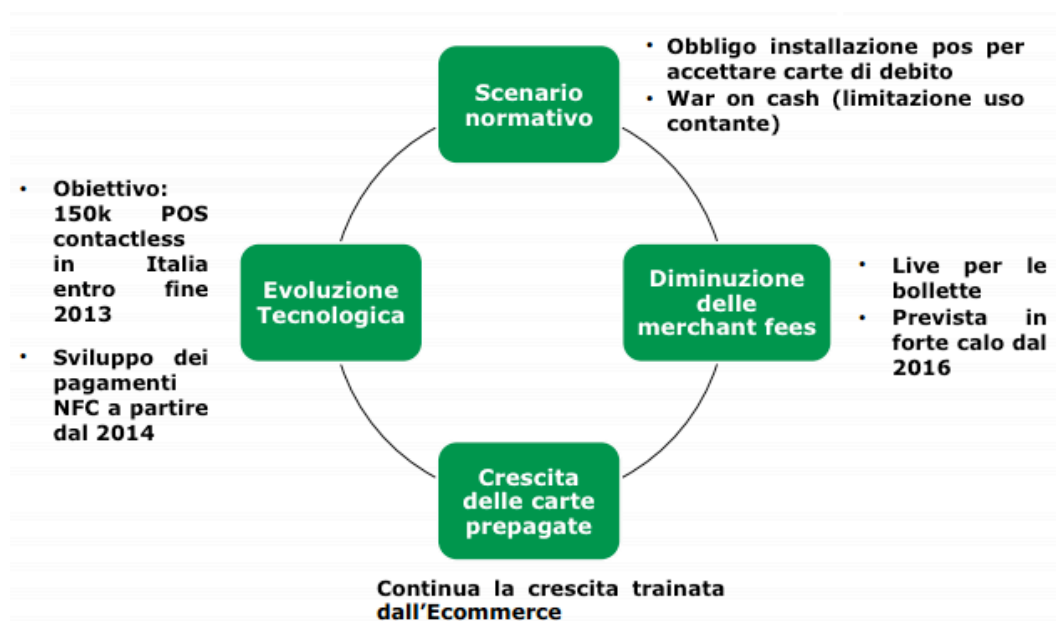 Scenario
normativo
• Obbligo installazione pos per
accettare carte di debito
• War on cash (limitazione uso
contante)
Diminuzione
delle
merchant fees
• Live per le
bollette
• Prevista in
forte calo dal
2016
Crescita
delle carte
prepagate
Continua la crescita trainata
dall’Ecommerce
Evoluzione
Tecnologica
• Obiettivo:
150k POS
contactless
in Italia
entro fine
2013
• Sviluppo dei
pagamenti
NFC a partire
dal 2014